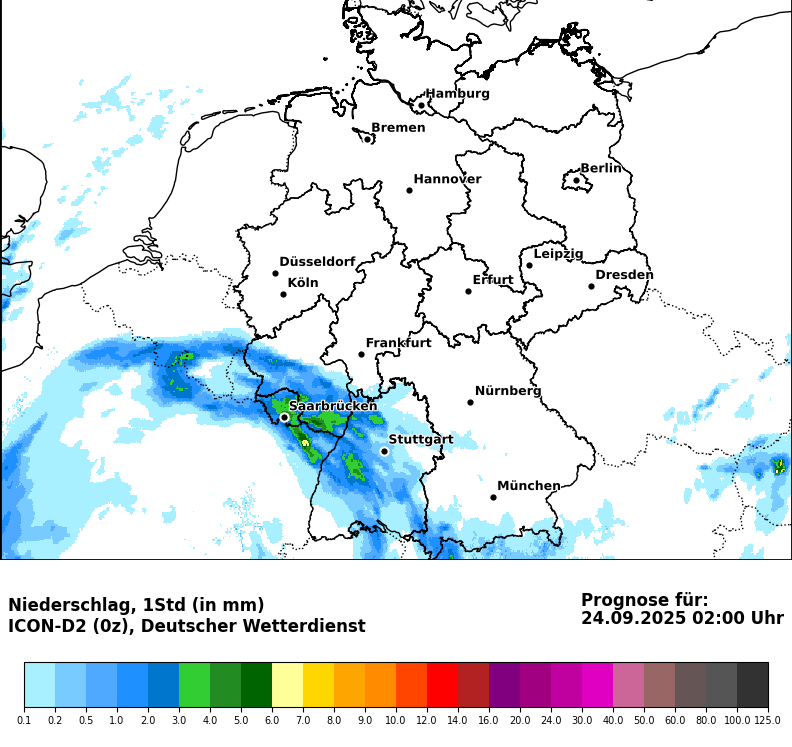 Hamburg
Bremen
Berlin
Hannover
Leipzig
Düsseldorf
Dresden
Köln
Erfurt
Frankfurt
Nürnberg
Saarbrücken
Stuttgart
München
Niederschlag, 1Std (in mm)
ICON-D2 (0z), Deutscher Wetterdienst
Prognose für:
24.09.2025 02:00 Uhr
0.1 0.2 0.5 1.0 2.0 3.0 4.0 5.0 6.0 7.0 8.0 9.0 10.0 12.0 14.0 16.0 20.0 24.0 30.0 40.0 50.0 60.0 80.0 100.0 125.0